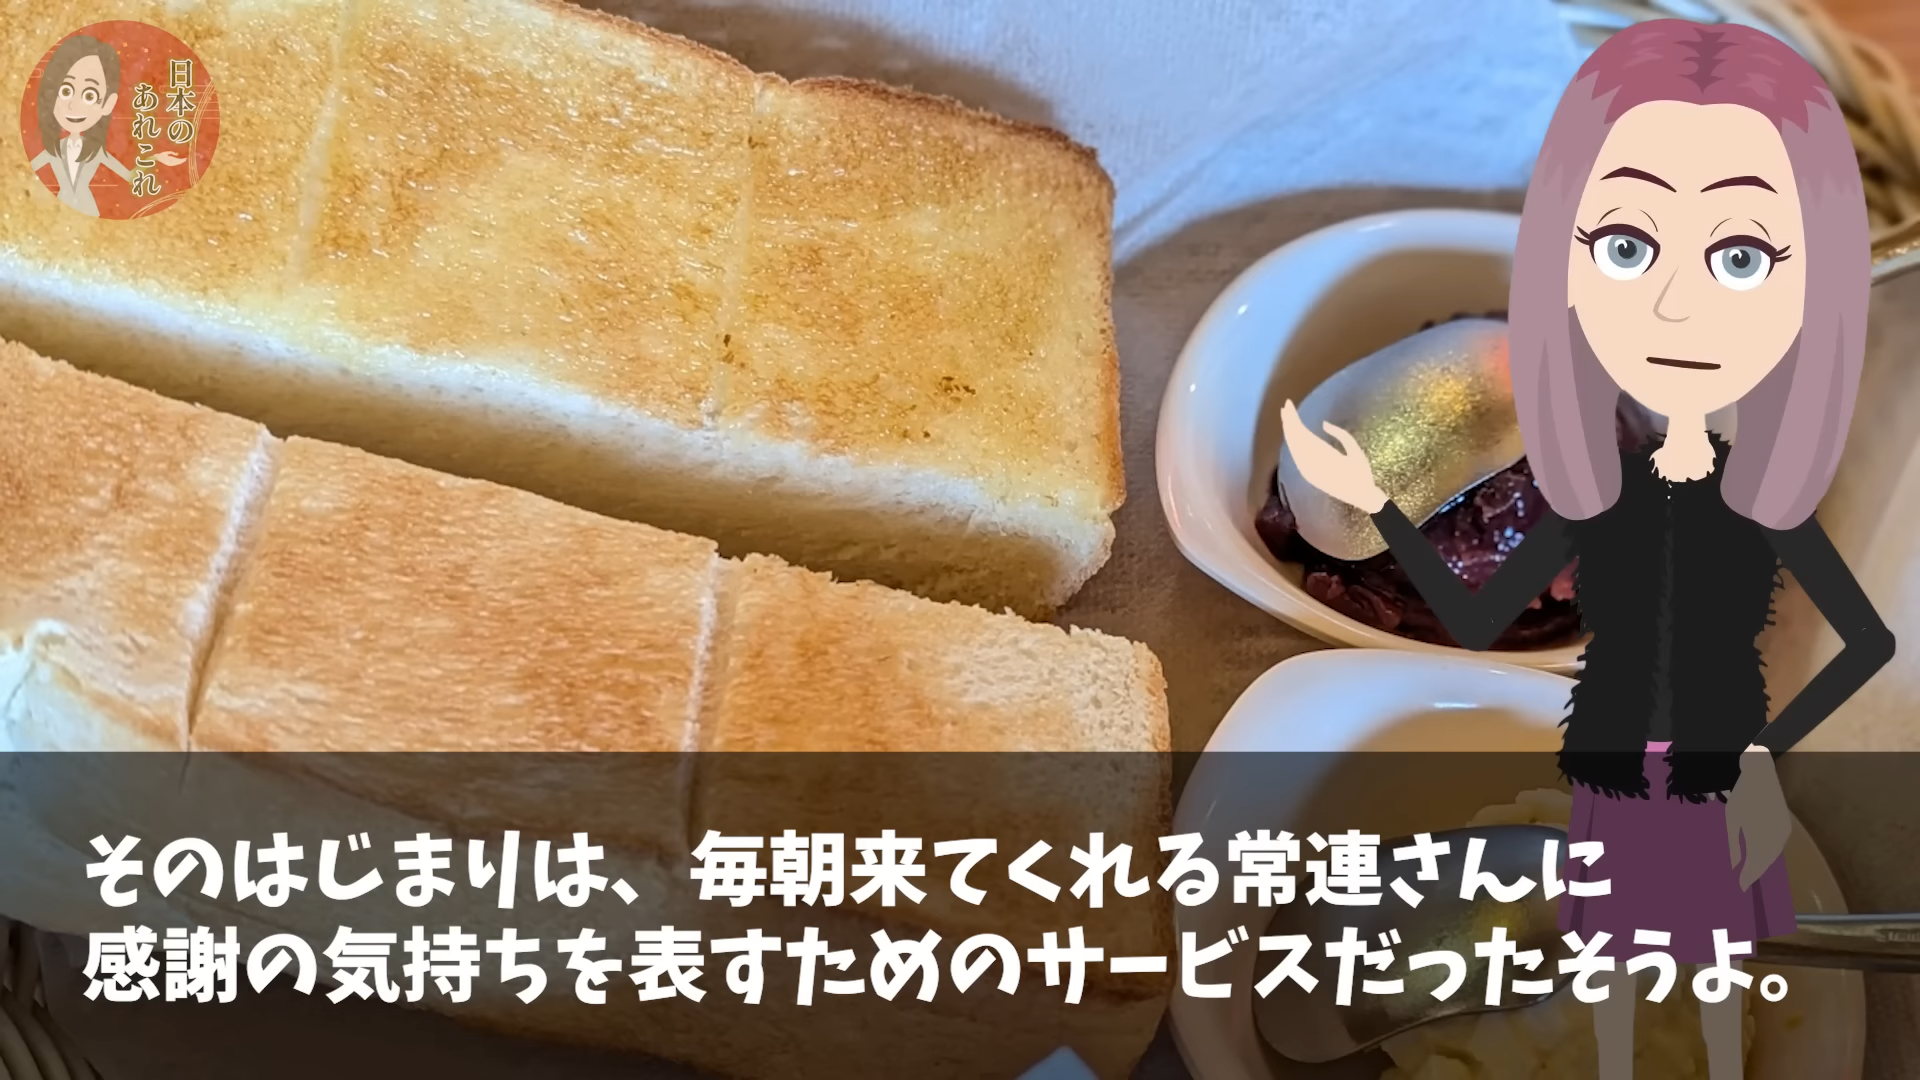 日本の
あれこれ
そのはじまりは、毎朝来てくれる常連さんに
感謝の気持ちを表すためのサービスだったそうよ。